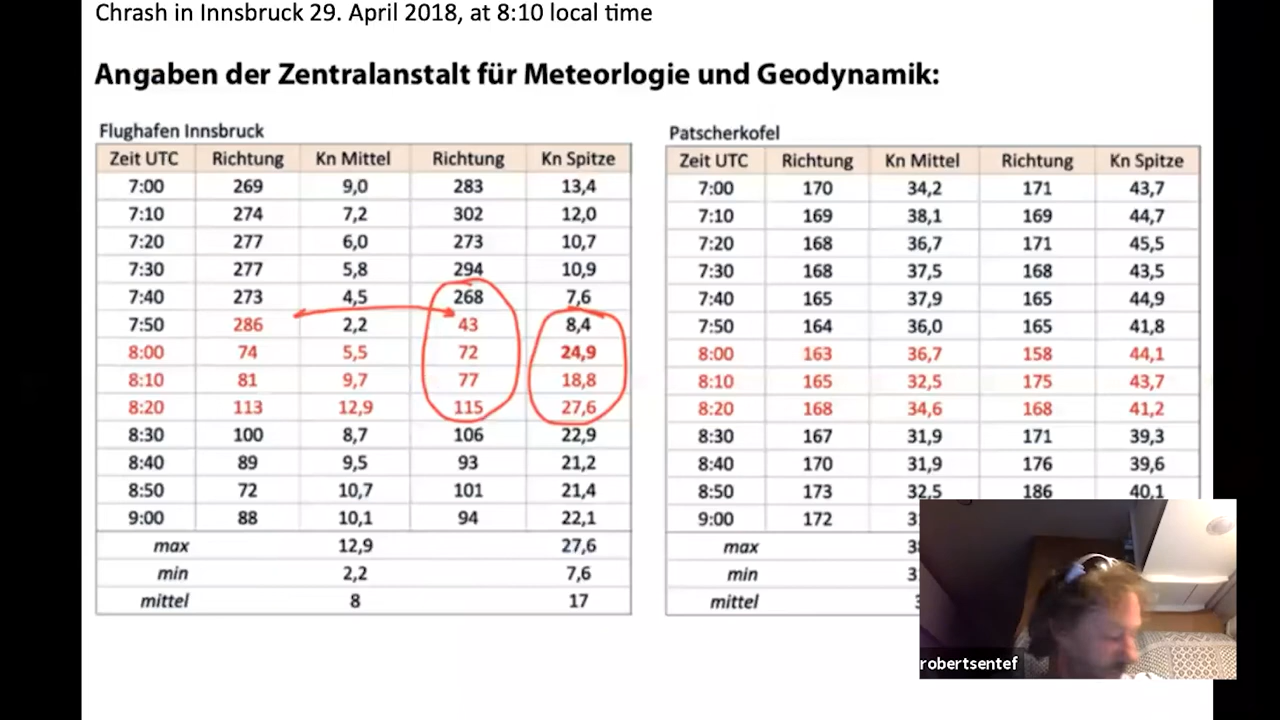 Chrash in Innsbruck 29. April 2018, at 8:10 local time
Angaben der Zentralanstalt für Meteorlogie und Geodynamik:
Flughafen Innsbruck
Zeit UTC Richtung Kn Mittel Richtung Kn Spitze
7:00 269 9,0 283 13,4
7:10 274 7,2 302 12,0
7:20 277 6,0 273 10,7
7:30 277 5,8 294 10,9
7:40 273 4,5 268 7,6
7:50 286 2,2 43 8,4
8:00 74 5,5 72 24,9
8:10 81 9,7 77 18,8
8:20 113 12,9 115 27,6
8:30 100 8,7 106 22,9
8:40 89 9,5 93 21,2
8:50 72 10,7 101 21,4
9:00 88 10,1 94 22,1
max 12,9 27,6
min 2,2 7,6
mittel 8 17
Patscherkofel
Zeit UTC Richtung Kn Mittel Richtung Kn Spitze
7:00 170 34,2 171 43,7
7:10 169 38,1 169 44,7
7:20 168 36,7 171 45,5
7:30 168 37,5 168 43,5
7:40 165 37,9 165 44,9
7:50 164 36,0 165 41,8
8:00 163 36,7 158 44,1
8:10 165 32,5 175 43,7
8:20 168 34,6 168 41,2
8:30 167 31,9 171 39,3
8:40 170 31,9 176 39,6
8:50 173 32,5 186 40,1
9:00 172
max
min
mittel
robertsentef